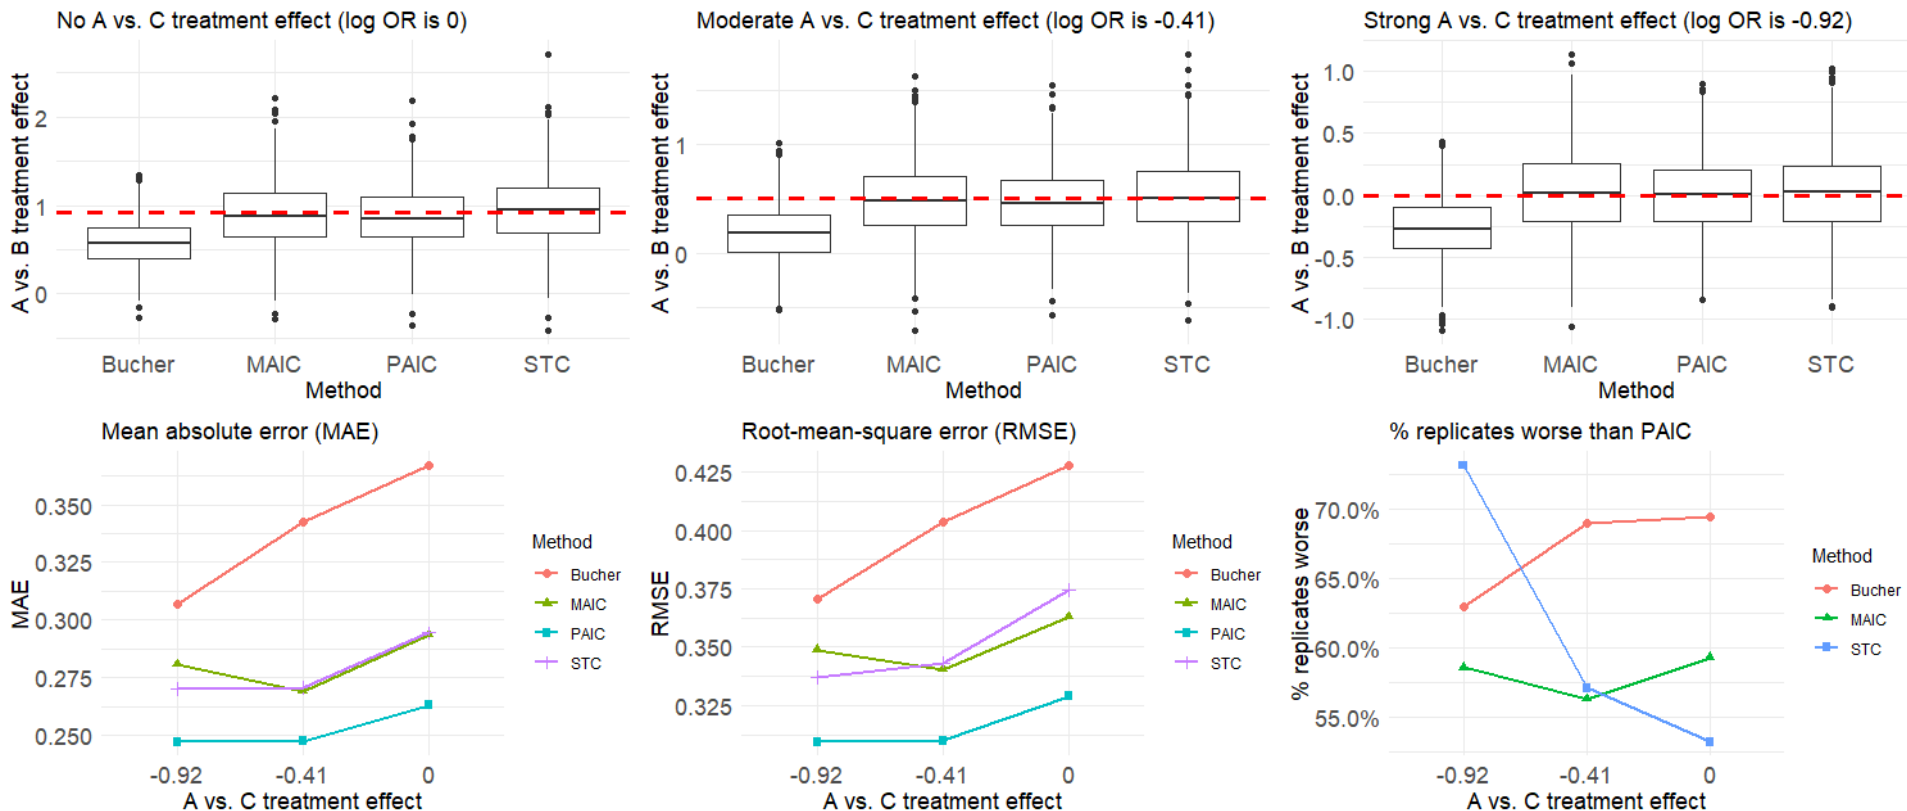 No A vs. C treatment effect (log OR is 0)
A vs. B treatment effect
2
1
0
Bucher MAIC PAIC STC
Method
Moderate A vs. C treatment effect (log OR is -0.41)
A vs. B treatment effect
1
0
Bucher MAIC PAIC STC
Method
Strong A vs. C treatment effect (log OR is -0.92)
A vs. B treatment effect
1.0
0.5
0.0
-0.5
-1.0
Bucher MAIC PAIC STC
Method
Mean absolute error (MAE)
MAE
0.350
0.325
0.300
0.275
0.250
-0.92 -0.41 0
A vs. C treatment effect
Method
Bucher
MAIC
PAIC
STC
Root-mean-square error (RMSE)
RMSE
0.425
0.400
0.375
0.350
0.325
-0.92 -0.41 0
A vs. C treatment effect
Method
Bucher
MAIC
PAIC
STC
% replicates worse than PAIC
% replicates worse
70.0%
65.0%
60.0%
55.0%
-0.92 -0.41 0
A vs. C treatment effect
Method
Bucher
MAIC
STC